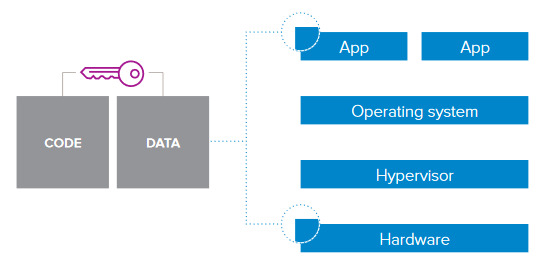 CODE
DATA
App
App
Operating system
Hypervisor
Hardware